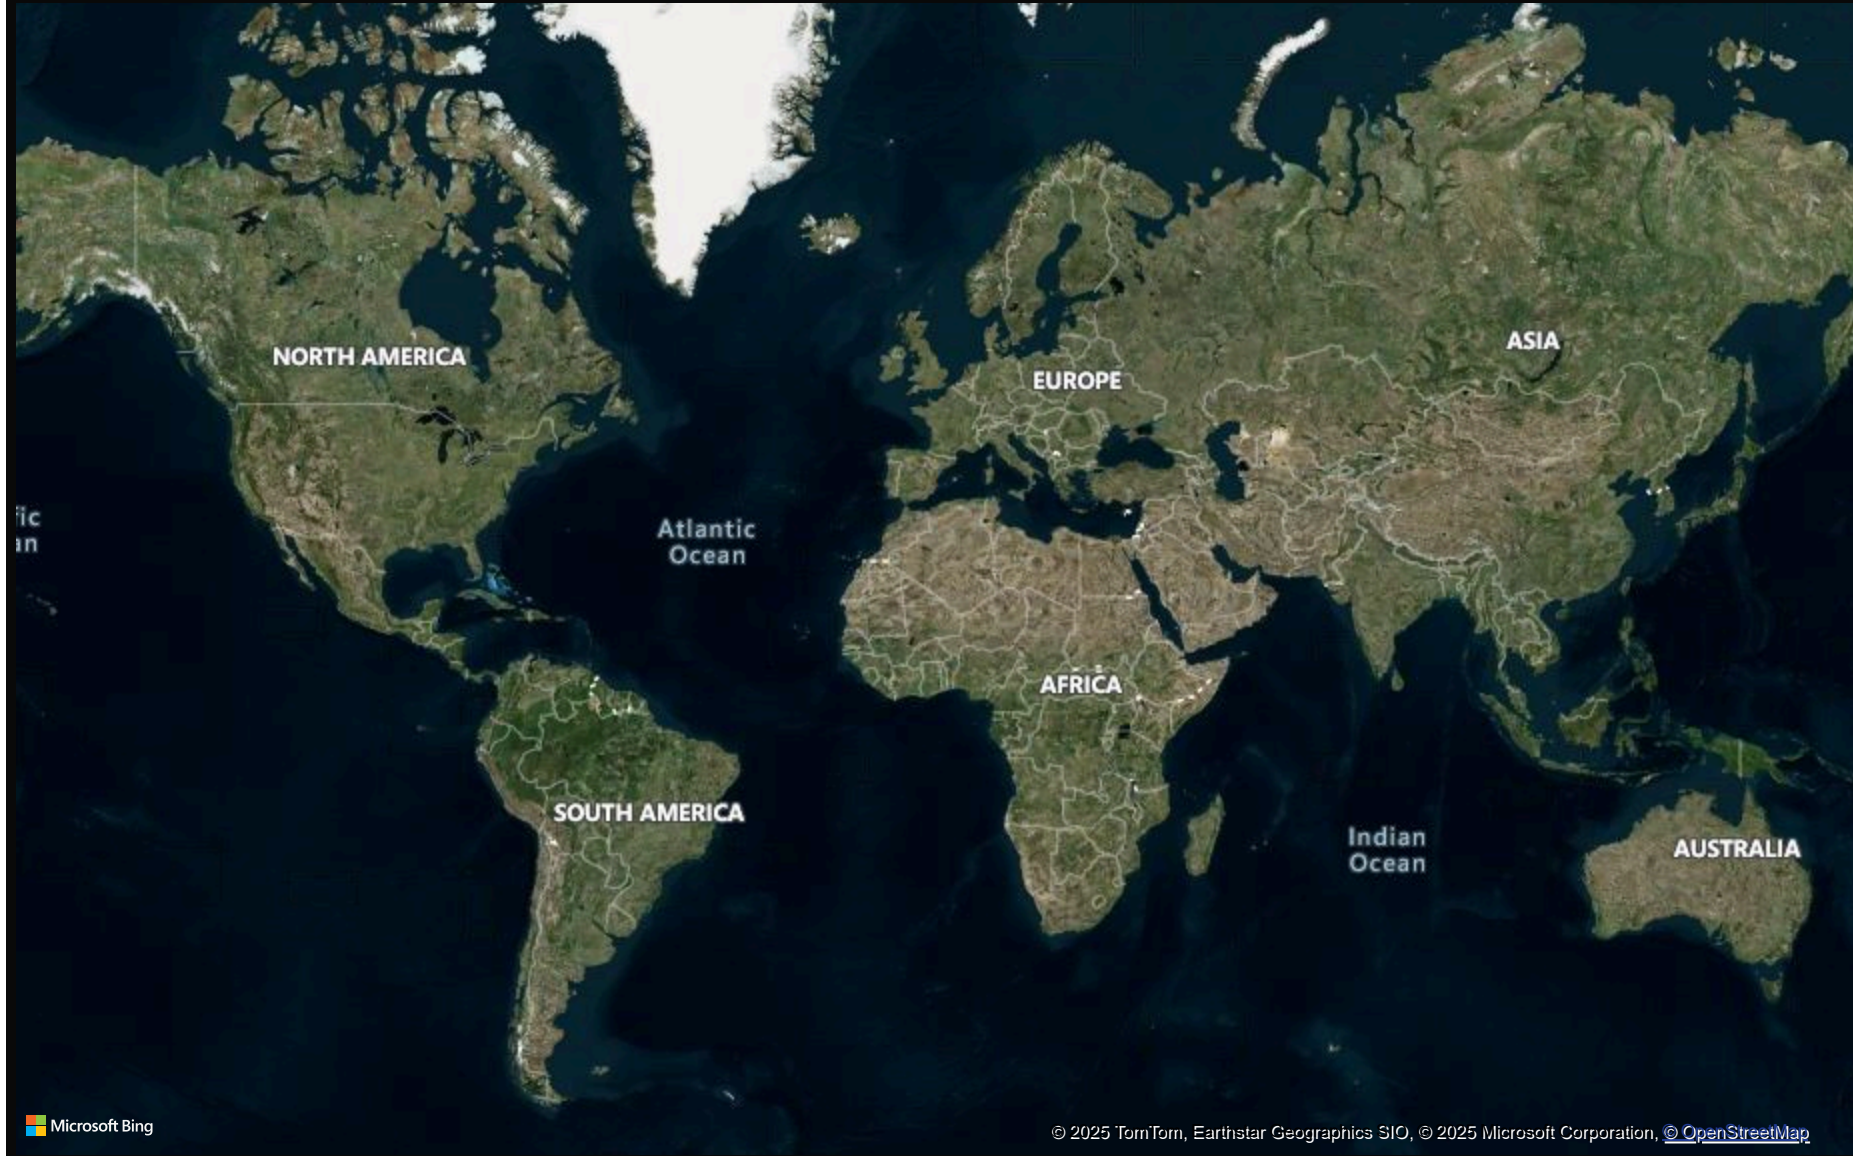 NORTH AMERICA
ASIA
EUROPE
fic
an
Atlantic
Ocean
AFRICA
SOUTH AMERICA
Indian
Ocean
AUSTRALIA
Microsoft Bing
© 2025 TomTom, Earthstar Geographics SIO, © 2025 Microsoft Corporation, © OpenStreetMap